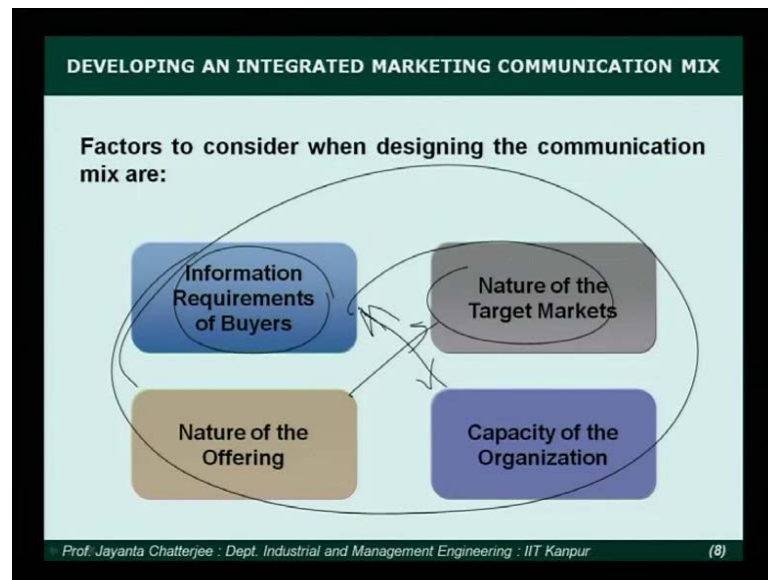 DEVELOPING AN INTEGRATED MARKETING COMMUNICATION MIX
Factors to consider when designing the communication
mix are:
Information
Requirements
of Buyers
Nature of the
Target Markets
Nature of the
Offering
Capacity of the
Organization
Prof. Jayanta Chatterjee : Dept. Industrial and Management Engineering : IIT Kanpur
(8)